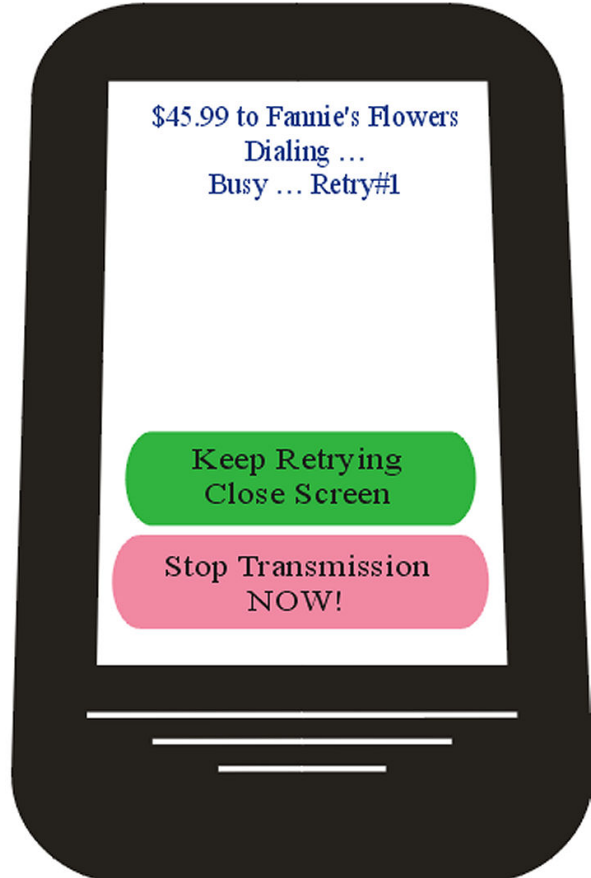 $45.99 to Fannie's Flowers
Dialing …
Busy … Retry#1
Keep Retrying
Close Screen
Stop Transmission
NOW!